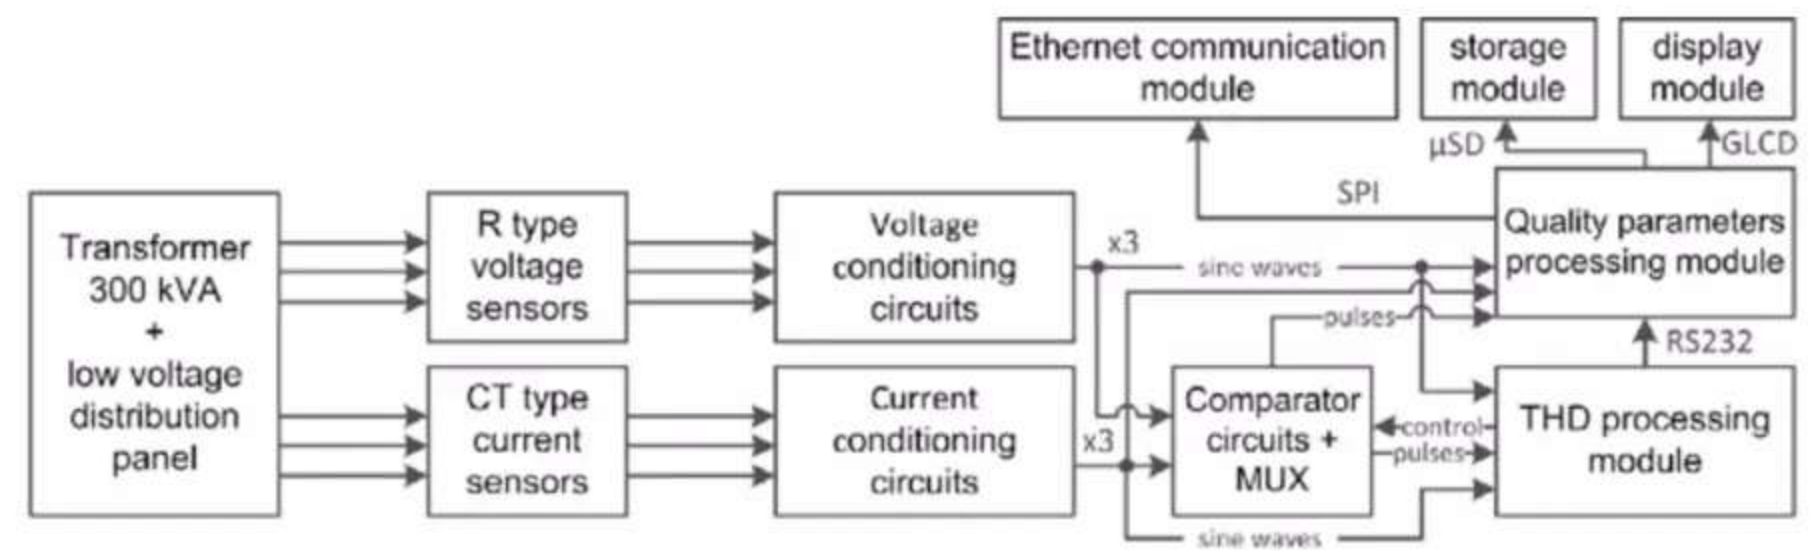 Ethernet communication
module
storage
module
display
module
µSD
GLCD
SPI
Transformer
300 kVA
+
low voltage
distribution
panel
R type
voltage
sensors
Voltage
conditioning
circuits
x3
sine waves
Quality parameters
processing module
pulses
RS232
CT type
current
sensors
Current
conditioning
circuits
x3
Comparator
circuits +
MUX
control
pulses
THD processing
module
sine waves